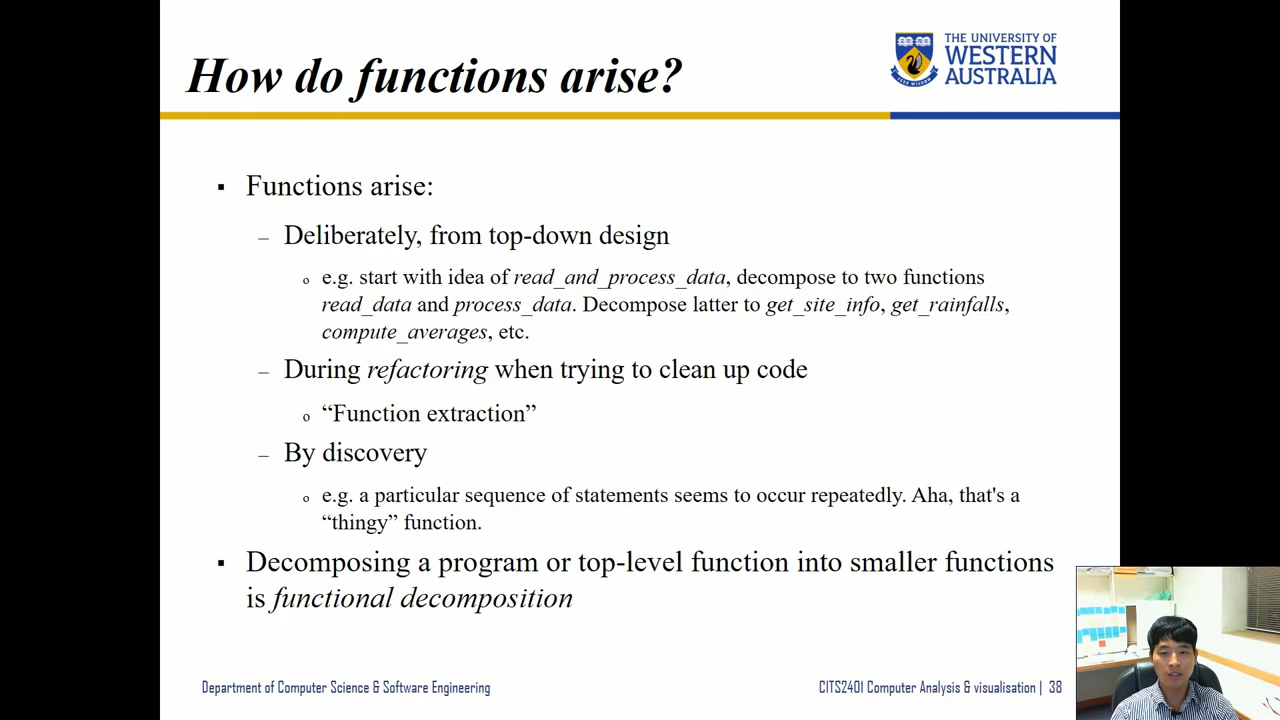 How do functions arise?
THE UNIVERSITY OF
WESTERN
AUSTRALIA
▪ Functions arise:
– Deliberately, from top-down design
o e.g. start with idea of read_and_process_data, decompose to two functions
read_data and process_data. Decompose latter to get_site_info, get_rainfalls,
compute_averages, etc.
– During refactoring when trying to clean up code
o “Function extraction”
– By discovery
o e.g. a particular sequence of statements seems to occur repeatedly. Aha, that's a
“thingy” function.
▪ Decomposing a program or top-level function into smaller functions
is functional decomposition
Department of Computer Science & Software Engineering
CITS2401 Computer Analysis & visualisation | 38